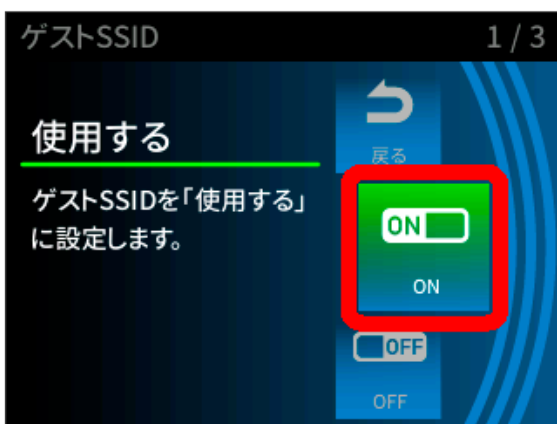 ゲストSSID
1 / 3
使用する
ゲストSSIDを「使用する」
に設定します。
戻る
ON
ON
OFF
OFF